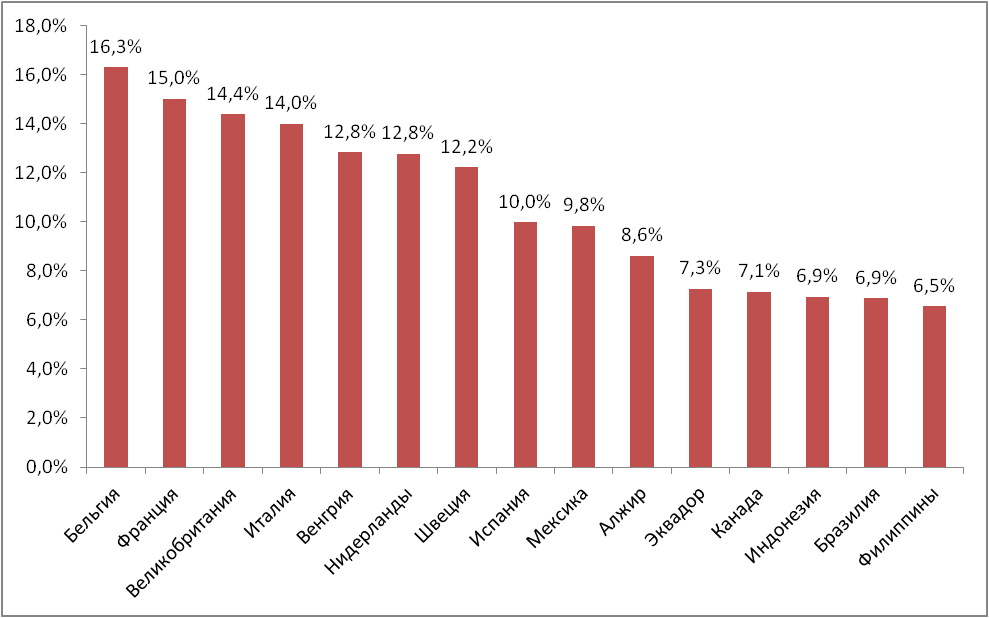 18,0%
16,0%
14,0%
12,0%
10,0%
8,0%
6,0%
4,0%
2,0%
0,0%
16,3%
15,0%
14,4%
14,0%
12,8%
12,8%
12,2%
10,0%
9,8%
8,6%
7,3%
7,1%
6,9%
6,9%
6,5%
Бельгия
Франция
Великобритания
Италия
Венгрия
Нидерланды
Швеция
Испания
Мексика
Алжир
Эквадор
Канада
Индонезия
Бразилия
Филиппины